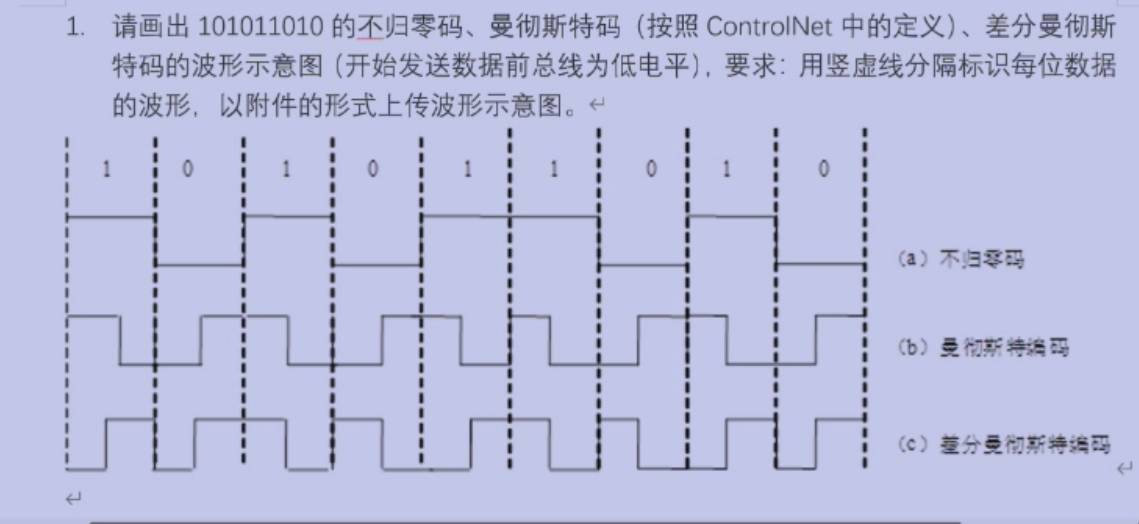 1. 请画出 101011010 的不归零码、曼彻斯特码（按照 ControlNet 中的定义）、差分曼彻斯
特码的波形示意图（开始发送数据前总线为低电平），要求：用竖虚线分隔标识每位数据
的波形，以附件的形式上传波形示意图。↵
1 0 1 0 1 1 0 1 0
（a）不归零码
（b）曼彻斯特编码
（c）差分曼彻斯特编码
↵
↵